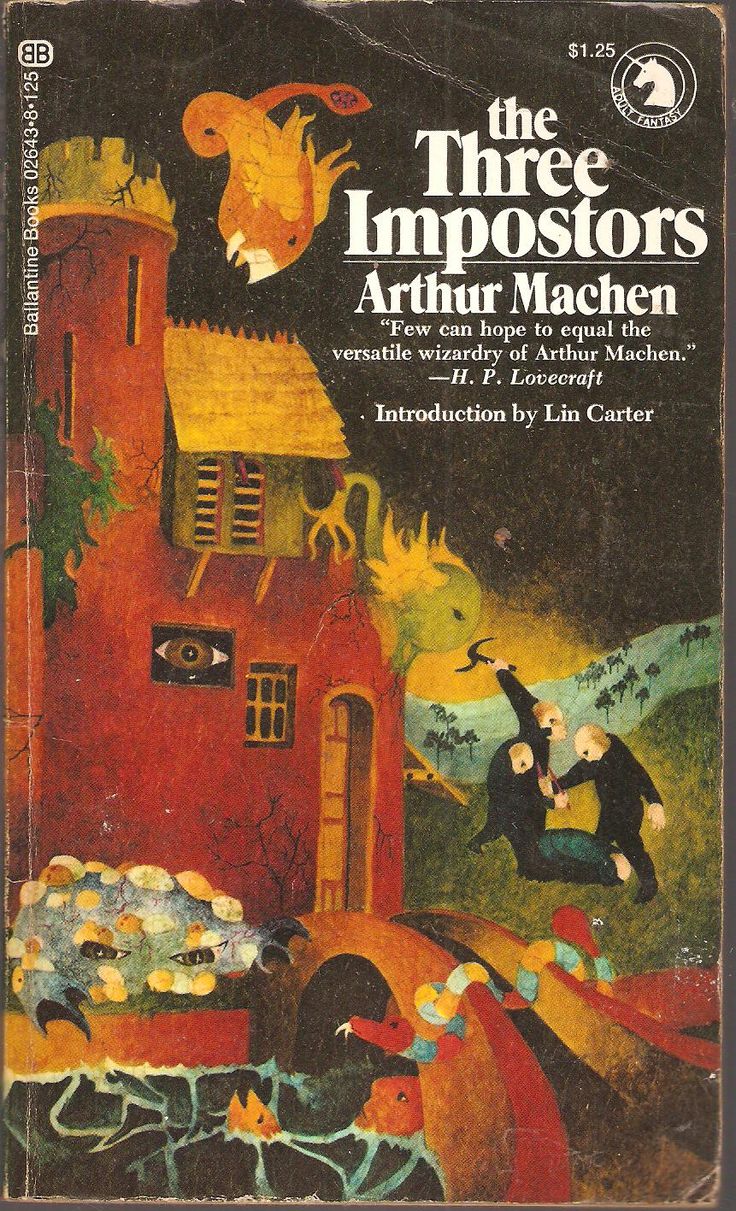 BB
Ballantine Books 02643·8·125
$1.25
ADULT FANTASY
the
Three
Impostors
Arthur Machen
“Few can hope to equal the
versatile wizardry of Arthur Machen.”
—H. P. Lovecraft
Introduction by Lin Carter